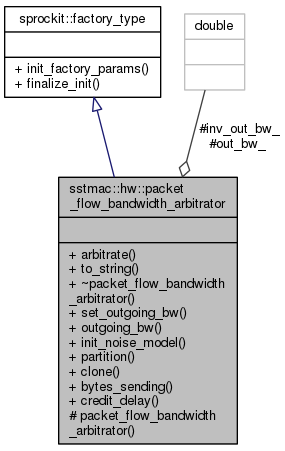 sprockit::factory_type
+ init_factory_params()
+ finalize_init()
double
#inv_out_bw_
#out_bw_
sstmac::hw::packet
_flow_bandwidth_arbitrator
+ arbitrate()
+ to_string()
+ ~packet_flow_bandwidth
_arbitrator()
+ set_outgoing_bw()
+ outgoing_bw()
+ init_noise_model()
+ partition()
+ clone()
+ bytes_sending()
+ credit_delay()
# packet_flow_bandwidth
_arbitrator()